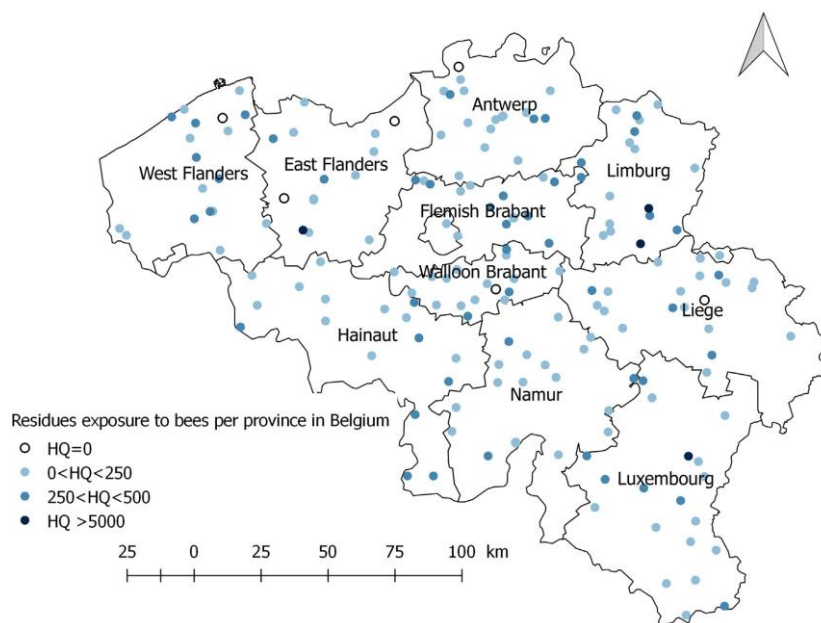 Antwerp
West Flanders
East Flanders
Limburg
Flemish Brabant
Walloon Brabant
Liege
Hainaut
Namur
Luxembourg
Residues exposure to bees per province in Belgium
HQ=0
0<HQ<250
250<HQ<500
HQ >5000
25 0 25 50 75 100 km